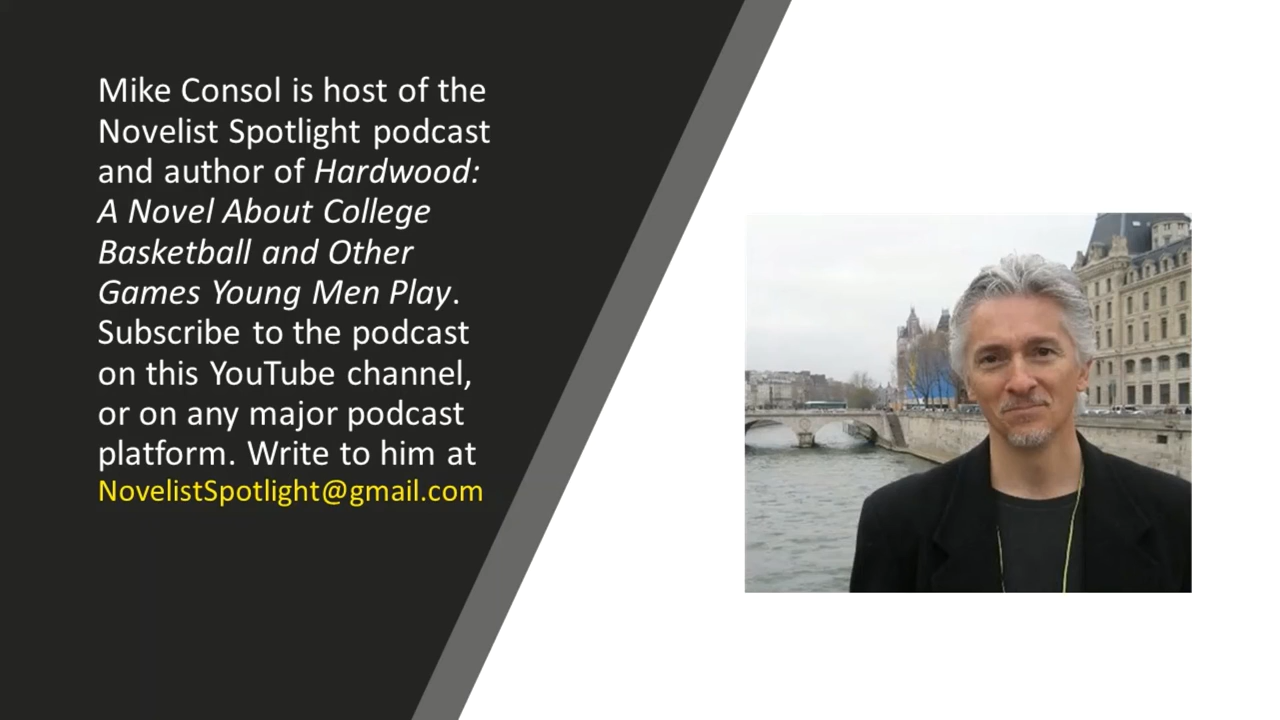 Mike Consol is host of the
Novelist Spotlight podcast
and author of Hardwood:
A Novel About College
Basketball and Other
Games Young Men Play.
Subscribe to the podcast
on this YouTube channel,
or on any major podcast
platform. Write to him at
NovelistSpotlight@gmail.com